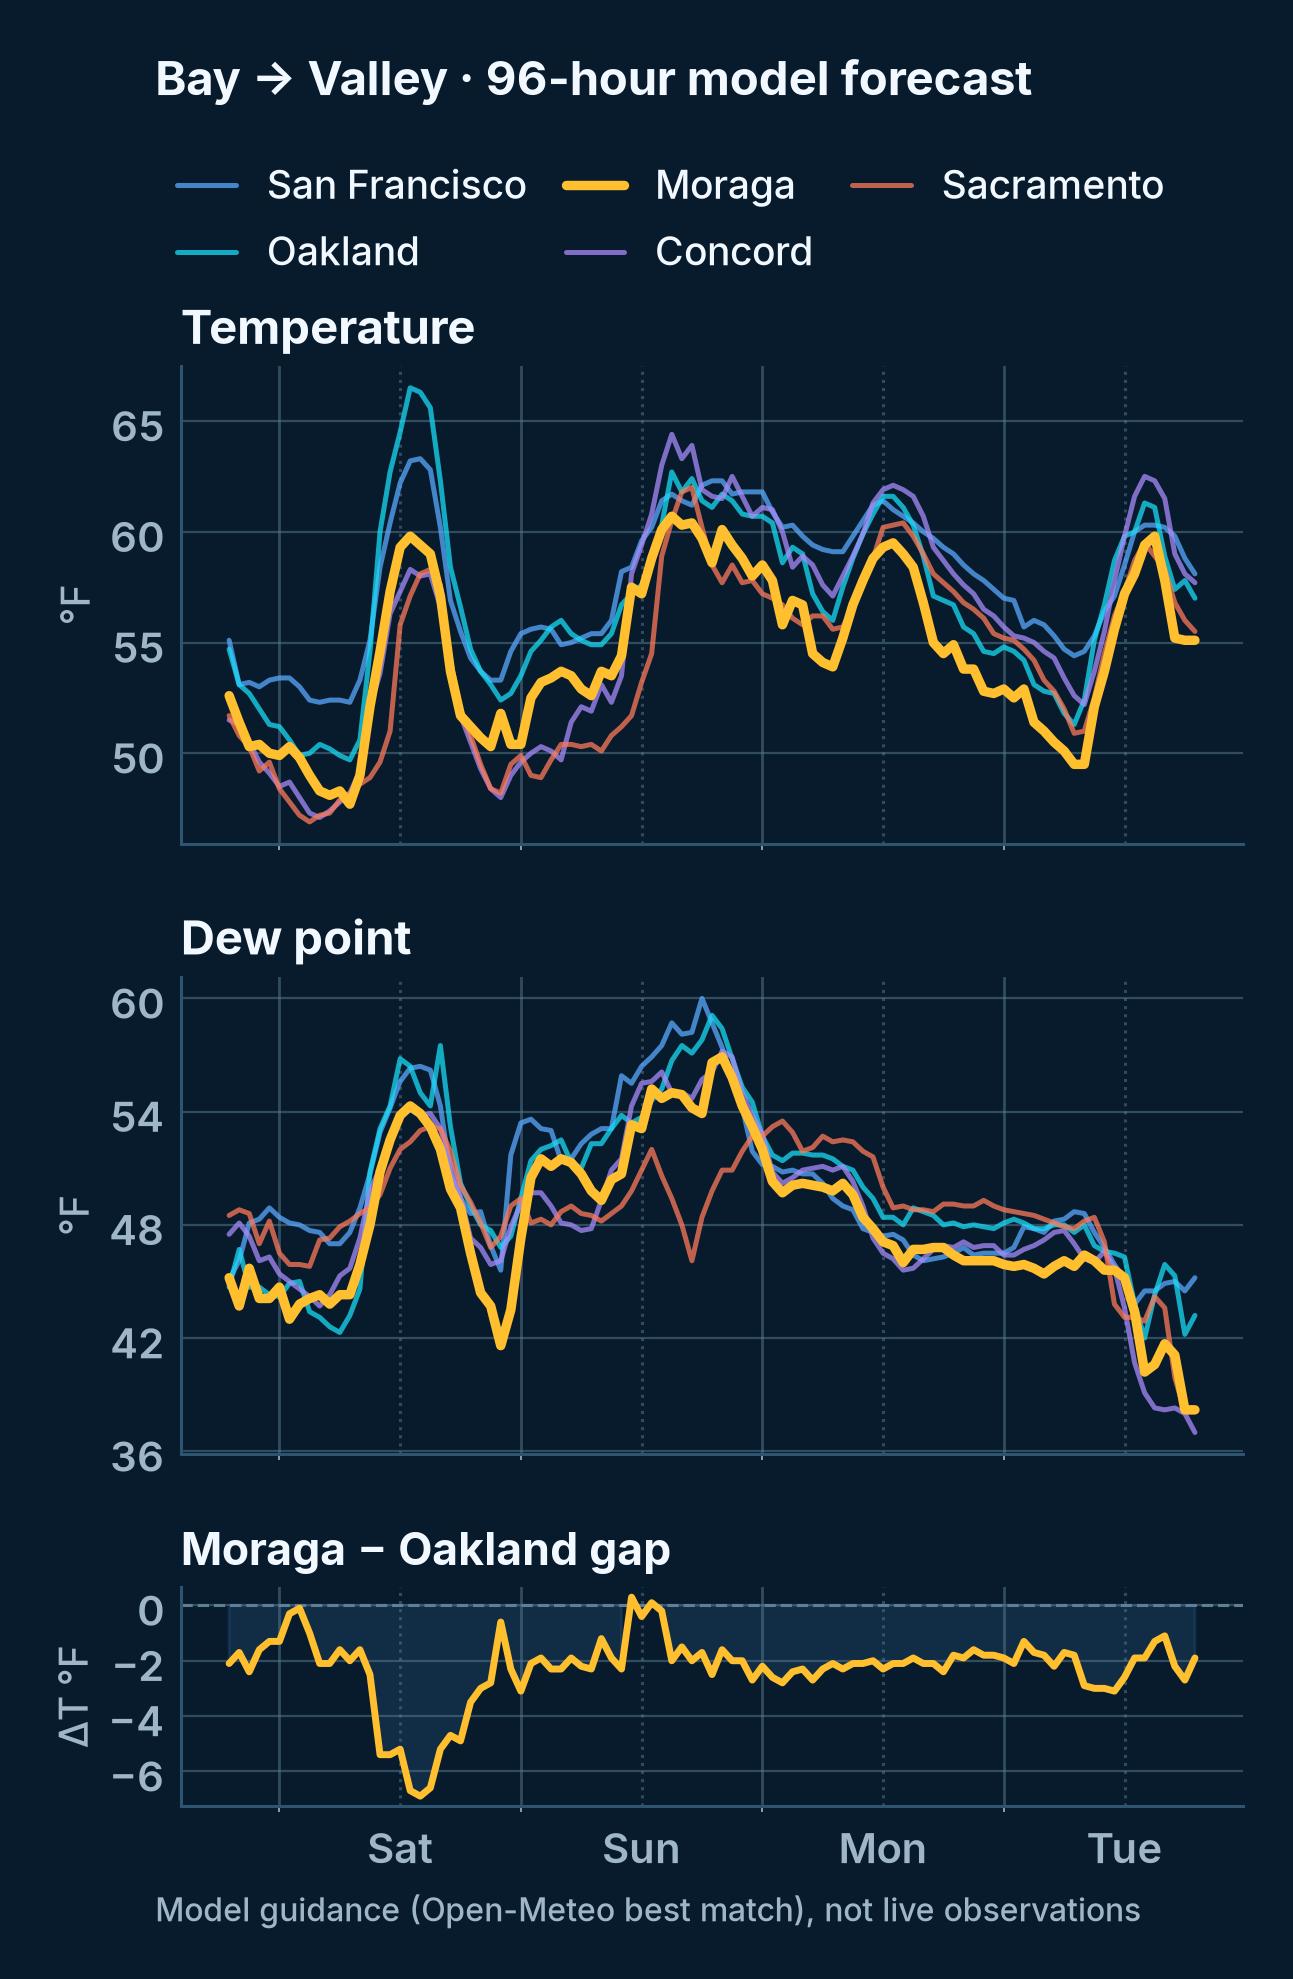 Bay → Valley · 96-hour model forecast
San Francisco
Moraga
Sacramento
Oakland
Concord
Temperature
65
60
55
50
°F
Dew point
60
54
48
42
36
°F
Moraga − Oakland gap
0
−2
−4
−6
ΔT °F
Sat
Sun
Mon
Tue
Model guidance (Open-Meteo best match), not live observations